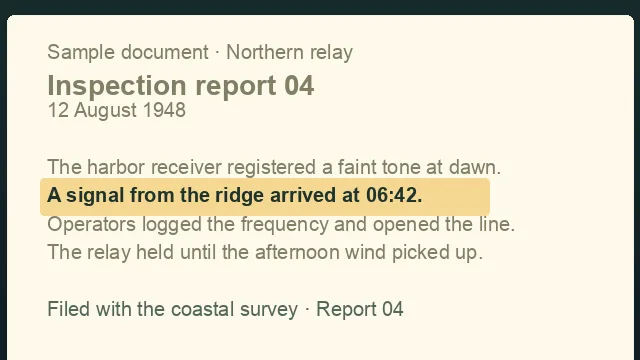 Sample document · Northern relay
Inspection report 04
12 August 1948
The harbor receiver registered a faint tone at dawn.
A signal from the ridge arrived at 06:42.
Operators logged the frequency and opened the line.
The relay held until the afternoon wind picked up.
Filed with the coastal survey · Report 04